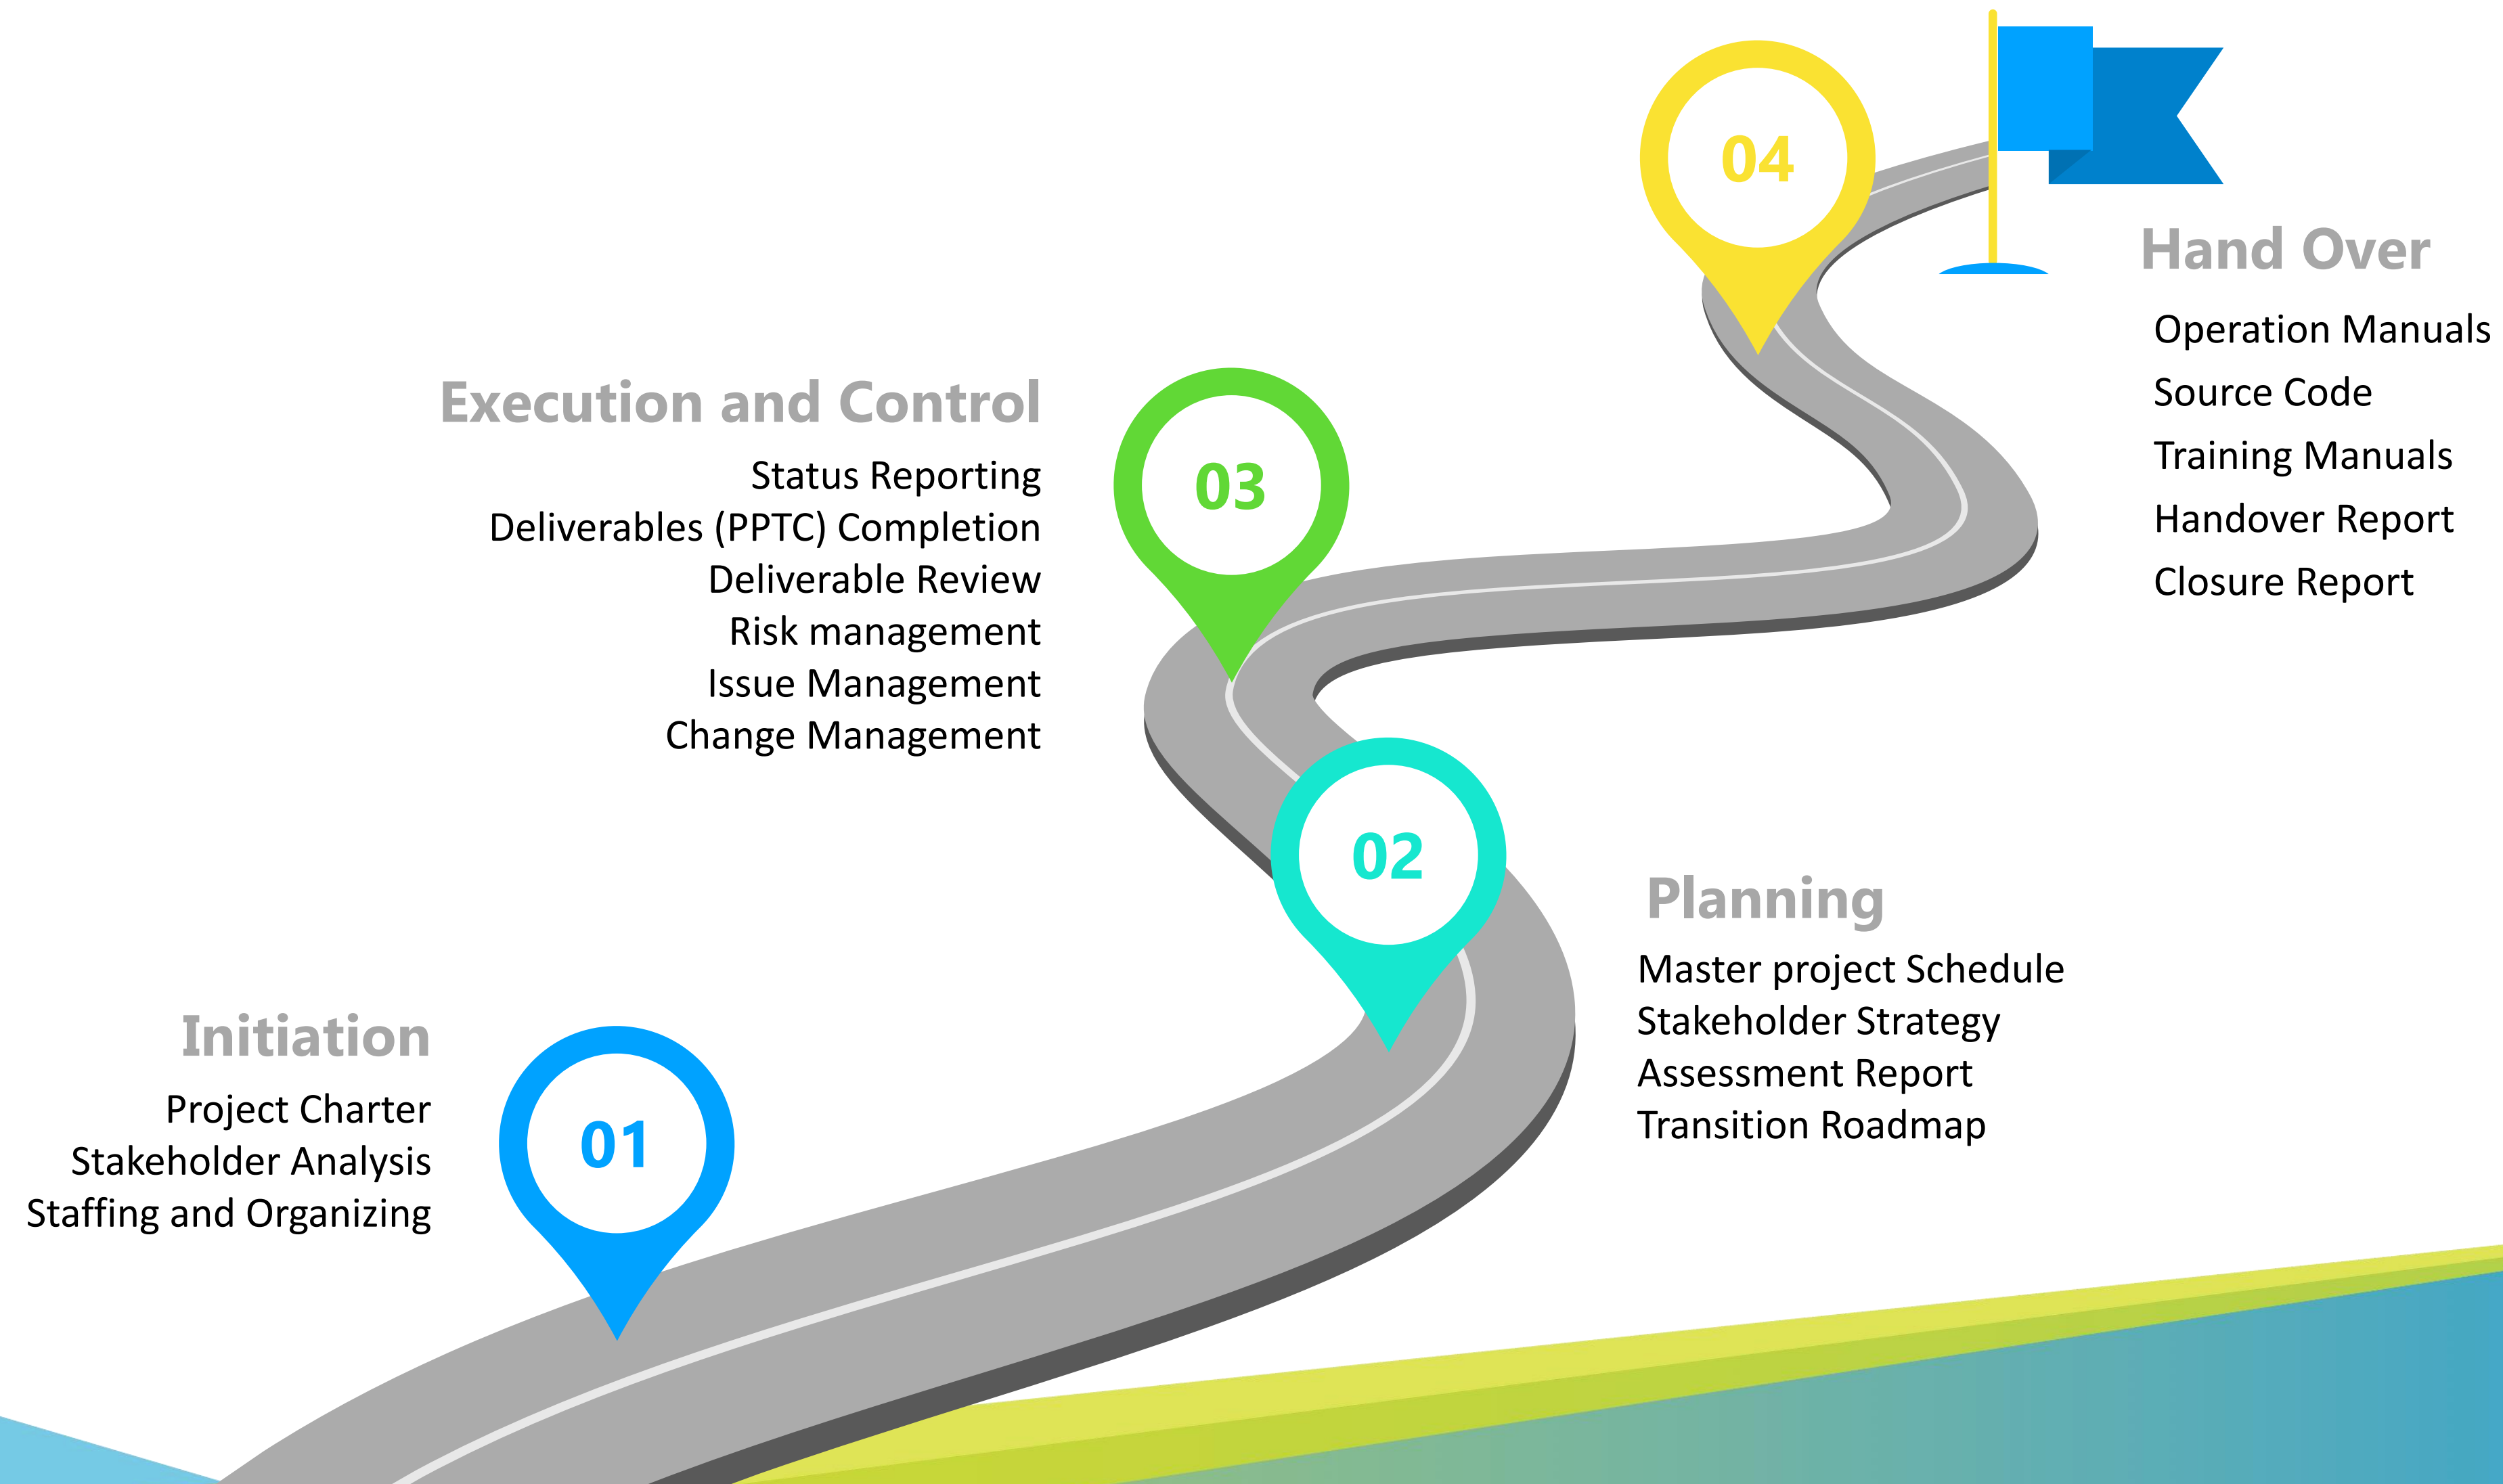 04
Hand Over
Operation Manuals
Source Code
Training Manuals
Handover Report
Closure Report
Execution and Control
Status Reporting
Deliverables (PPTC) Completion
Deliverable Review
Risk management
Issue Management
Change Management
03
02
Planning
Master project Schedule
Stakeholder Strategy
Assessment Report
Transition Roadmap
Initiation
Project Charter
Stakeholder Analysis
Staffing and Organizing
01